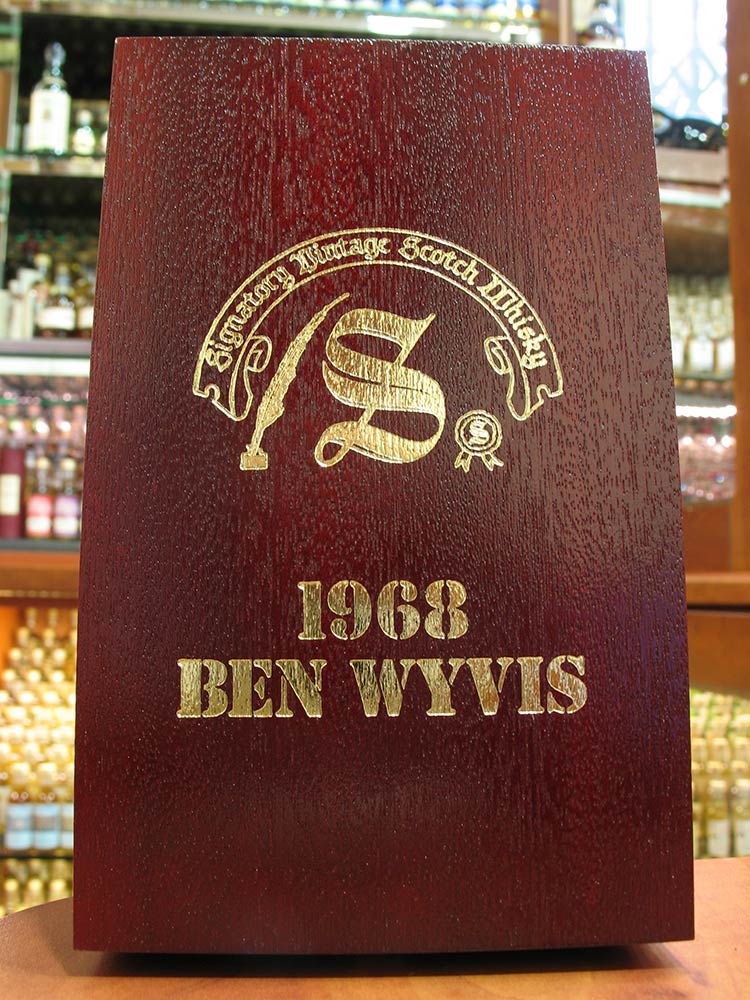 Signatory Vintage Scotch Whisky
S
S
1968
BEN WYVIS